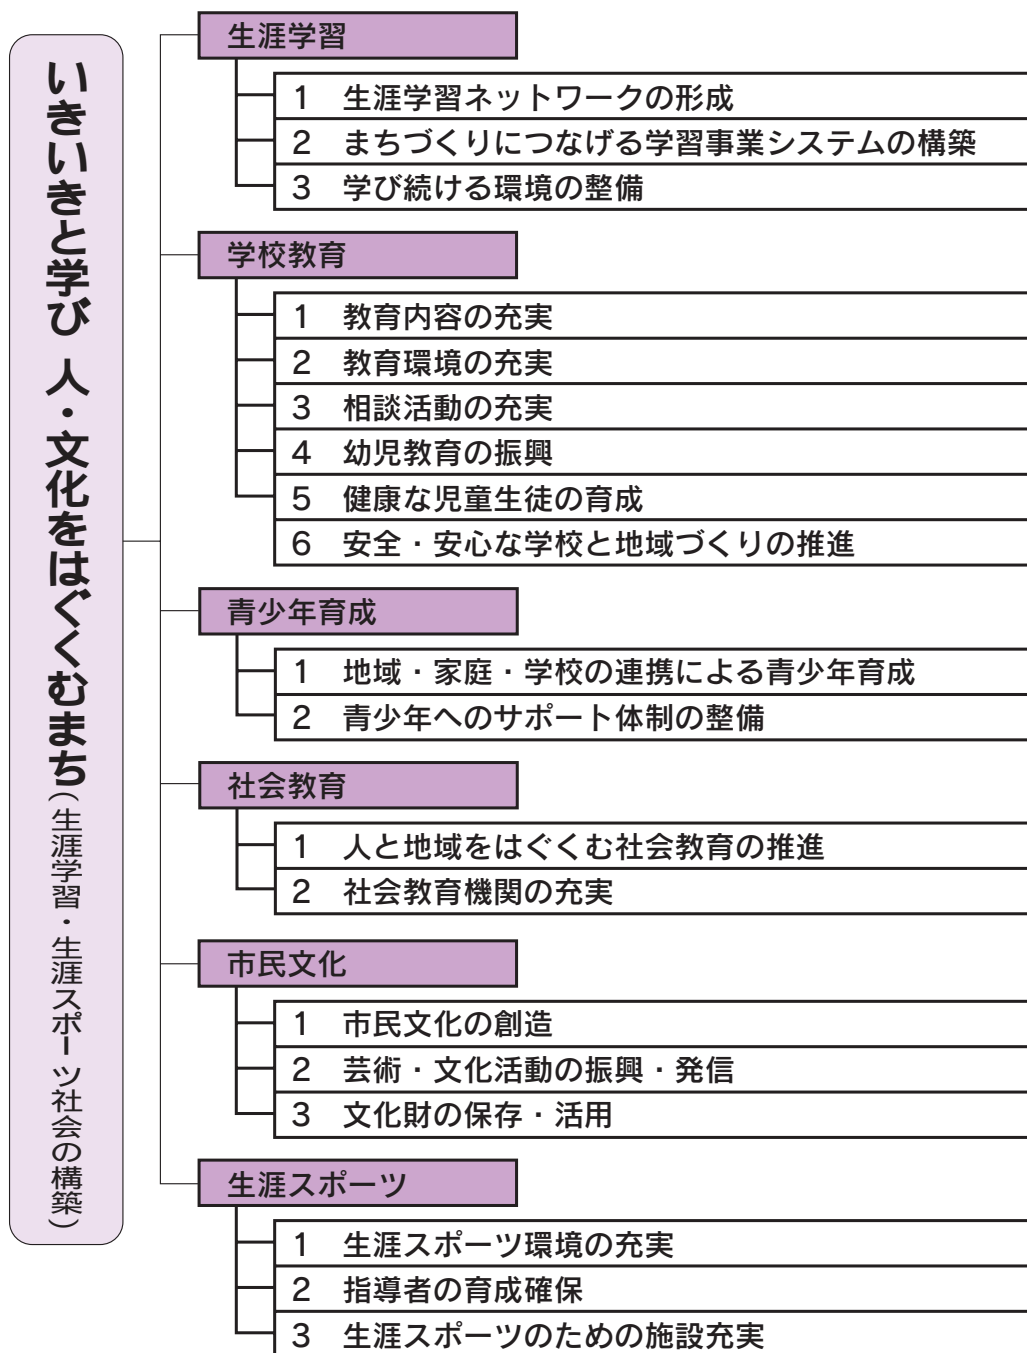 いきいきと学び 人・文化をはぐくむまち(生涯学習・生涯スポーツ社会の構築)
生涯学習
1 生涯学習ネットワークの形成
2 まちづくりにつなげる学習事業システムの構築
3 学び続ける環境の整備
学校教育
1 教育内容の充実
2 教育環境の充実
3 相談活動の充実
4 幼児教育の振興
5 健康な児童生徒の育成
6 安全・安心な学校と地域づくりの推進
青少年育成
1 地域・家庭・学校の連携による青少年育成
2 青少年へのサポート体制の整備
社会教育
1 人と地域をはぐくむ社会教育の推進
2 社会教育機関の充実
市民文化
1 市民文化の創造
2 芸術・文化活動の振興・発信
3 文化財の保存・活用
生涯スポーツ
1 生涯スポーツ環境の充実
2 指導者の育成確保
3 生涯スポーツのための施設充実